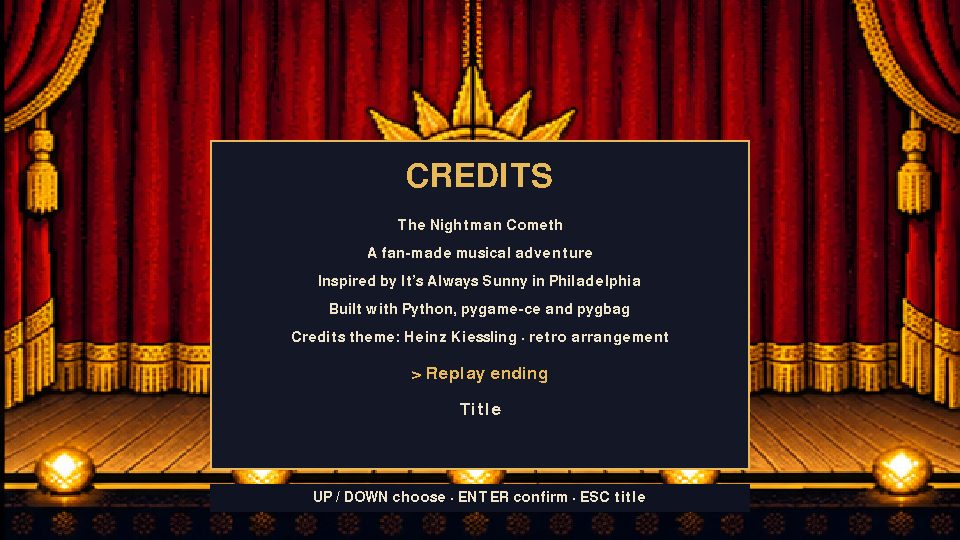 CREDITS
The Nightman Cometh
A fan-made musical adventure
Inspired by It's Always Sunny in Philadelphia
Built with Python, pygame-ce and pygbag
Credits theme: Heinz Kiessling · retro arrangement
> Replay ending
Title
UP / DOWN choose · ENTER confirm · ESC title